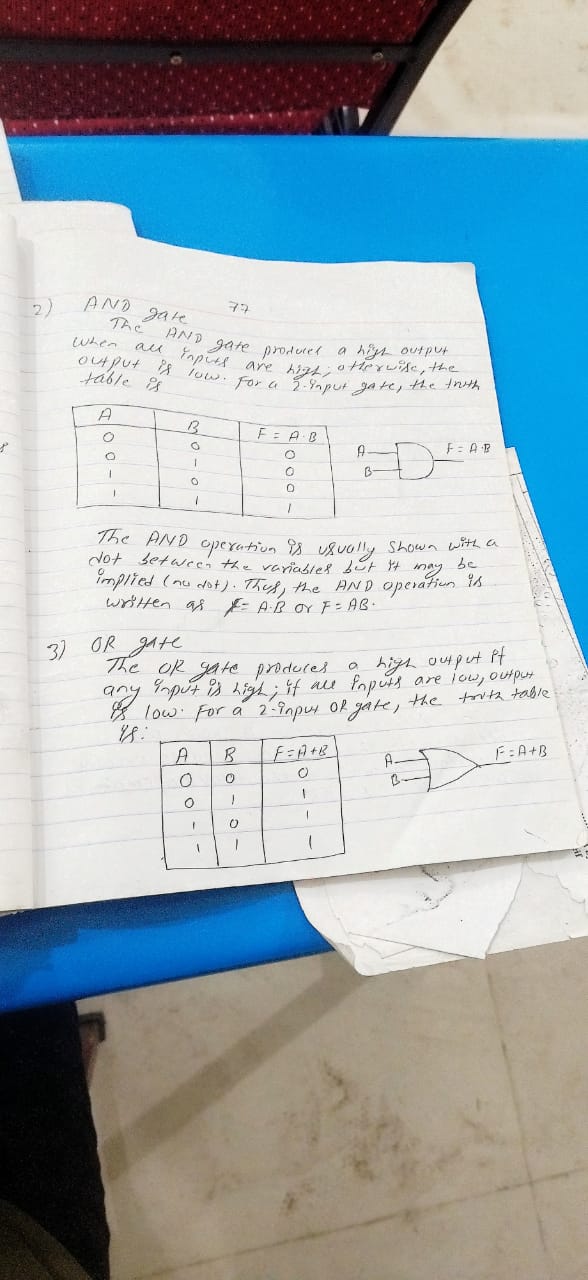 77
2) AND gate
The AND gate produces a high output
when all inputs are high; otherwise, the
output is low. For a 2-input gate, the truth
table is
A B F = A·B
0 0 0
0 1 0
1 0 0
1 1 1
A
B
F = A·B
The AND operation is usually shown with a
dot between the variables but it may be
implied (no dot). Thus, the AND operation is
written as F = A.B or F = AB.
3) OR gate
The OR gate produces a high output if
any input is high; if all inputs are low, output
is low. For a 2-input OR gate, the truth table
is:
A B F=A+B
0 0 0
0 1 1
1 0 1
1 1 1
A
B
F=A+B